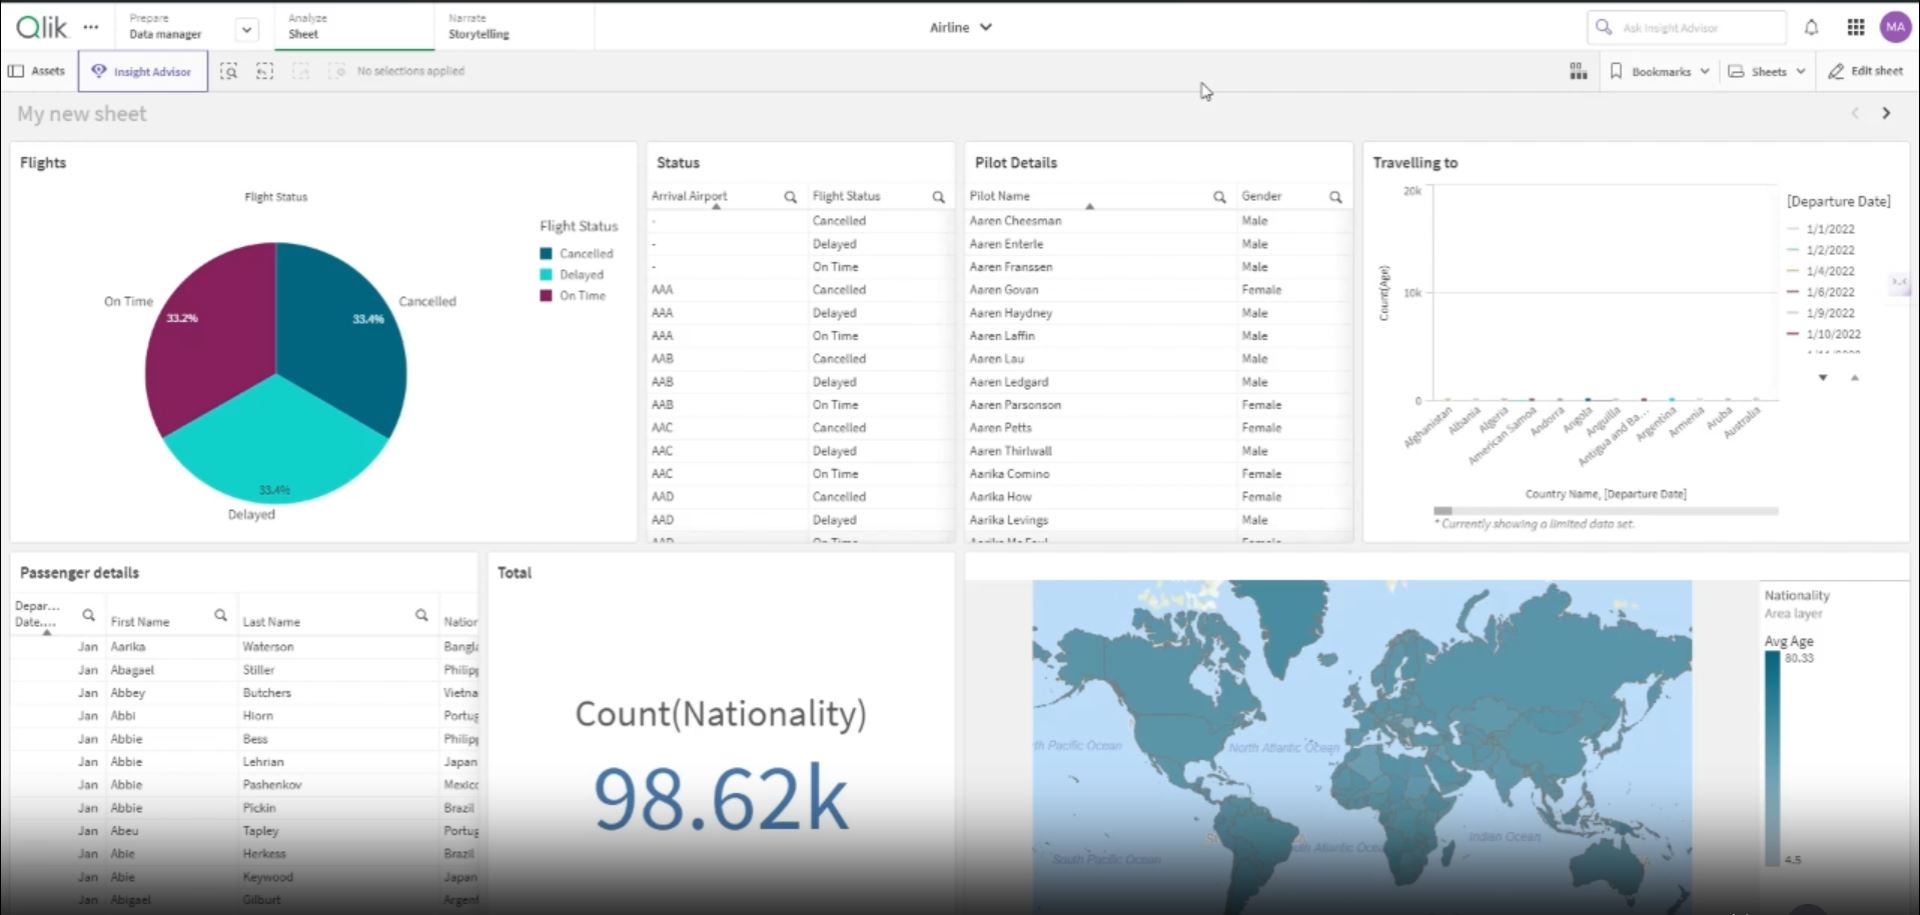 Qlik
Prepare
Data manager
Analyze
Sheet
Narrate
Storytelling
Airline
Ask Insight Advisor
MA
Assets
Insight Advisor
No selections applied
Bookmarks
Sheets
Edit sheet
My new sheet
Flights
Flight Status
On Time
33.2%
33.4%
Cancelled
33.4%
Delayed
Flight Status
Cancelled
Delayed
On Time
Status
Arrival Airport Flight Status
- Cancelled
- Delayed
- On Time
AAA Cancelled
AAA Delayed
AAA On Time
AAB Cancelled
AAB Delayed
AAB On Time
AAC Cancelled
AAC Delayed
AAC On Time
AAD Cancelled
AAD Delayed
AAD On Time
Pilot Details
Pilot Name Gender
Aaren Cheesman Male
Aaren Enterle Male
Aaren Franssen Male
Aaren Govan Female
Aaren Haydney Male
Aaren Laffin Male
Aaren Lau Male
Aaren Ledgard Male
Aaren Parsonson Female
Aaren Petts Female
Aaren Thirlwall Male
Aarika Comino Female
Aarika How Female
Aarika Levings Male
Travelling to
20k
10k
0
Count(Age)
Afghanistan
Albania
Algeria
American Samoa
Andorra
Angola
Anguilla
Antigua and Ba...
Argentina
Armenia
Aruba
Australia
Country Name, [Departure Date]
* Currently showing a limited data set.
[Departure Date]
1/1/2022
1/2/2022
1/4/2022
1/6/2022
1/9/2022
1/10/2022
Passenger details
Depar...
Date.... First Name Last Name Nation
Jan Aarika Waterson Bangla
Jan Abagael Stiller Philipp
Jan Abbey Butchers Vietna
Jan Abbi Hiorn Portug
Jan Abbie Bess Philipp
Jan Abbie Lehrian Japan
Jan Abbie Pashenkov Mexico
Jan Abbie Pickin Brazil
Jan Abeu Tapley Portug
Jan Abie Herkess Brazil
Jan Abie Keywood Japan
Jan Abigael Gilburt Argent
Total
Count(Nationality)
98.62k
th Pacific Ocean
North Atlantic Ocean
South Pacific Ocean
uth Atlantic Ocea
Indian Ocean
Nationality
Area layer
Avg Age
80.33
4.5